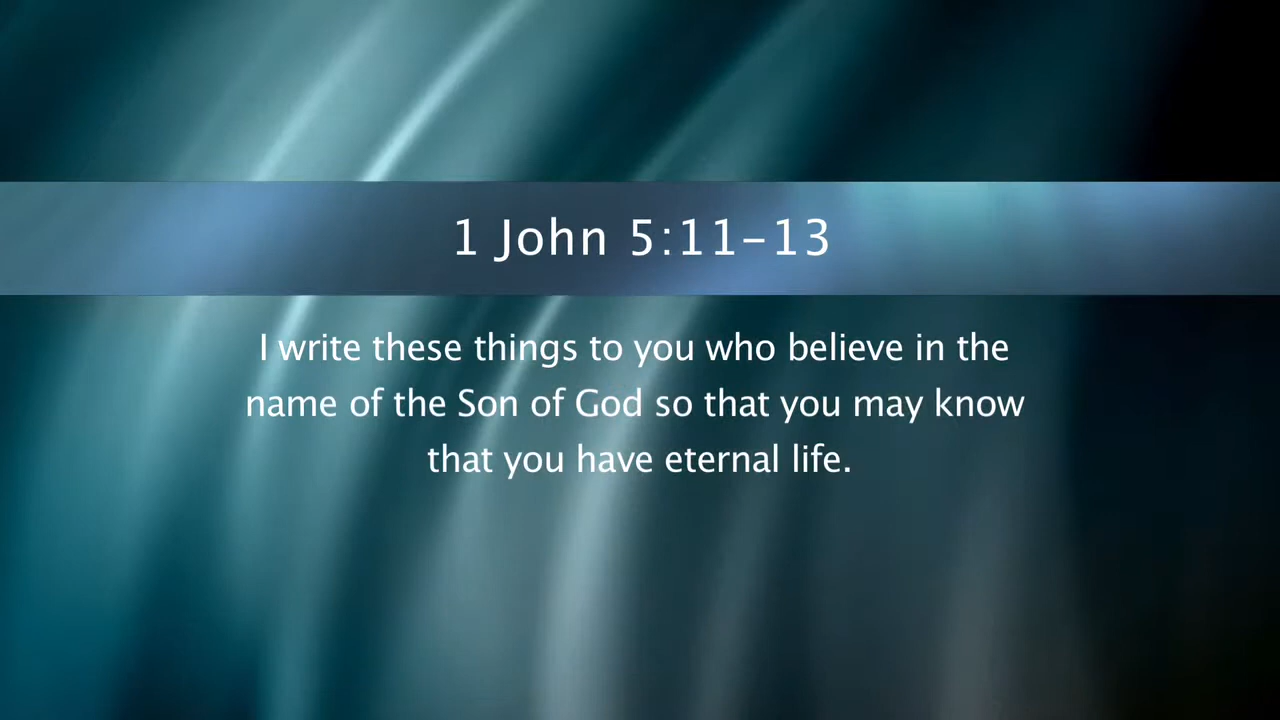 1 John 5:11-13
I write these things to you who believe in the
name of the Son of God so that you may know
that you have eternal life.